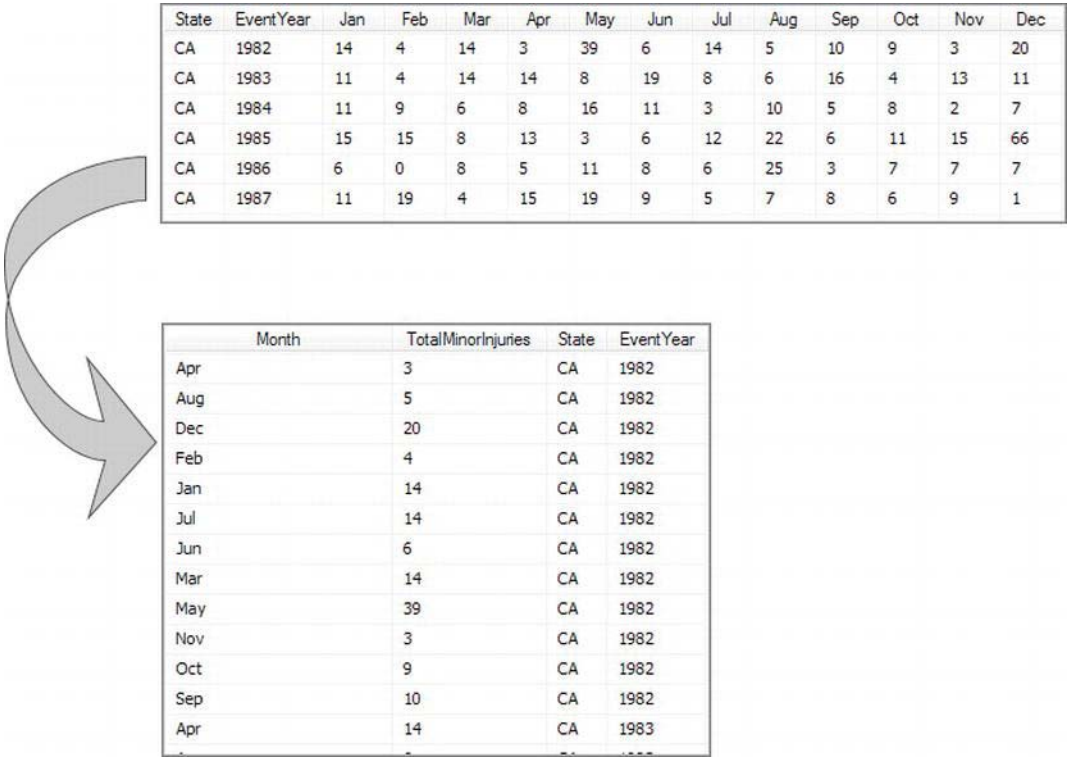 State EventYear Jan Feb Mar Apr May Jun Jul Aug Sep Oct Nov Dec
CA 1982 14 4 14 3 39 6 14 5 10 9 3 20
CA 1983 11 4 14 14 8 19 8 6 16 4 13 11
CA 1984 11 9 6 8 16 11 3 10 5 8 2 7
CA 1985 15 15 8 13 3 6 12 22 6 11 15 66
CA 1986 6 0 8 5 11 8 6 25 3 7 7 7
CA 1987 11 19 4 15 19 9 5 7 8 6 9 1
Month TotalMinorInjuries State EventYear
Apr 3 CA 1982
Aug 5 CA 1982
Dec 20 CA 1982
Feb 4 CA 1982
Jan 14 CA 1982
Jul 14 CA 1982
Jun 6 CA 1982
Mar 14 CA 1982
May 39 CA 1982
Nov 3 CA 1982
Oct 9 CA 1982
Sep 10 CA 1982
Apr 14 CA 1983